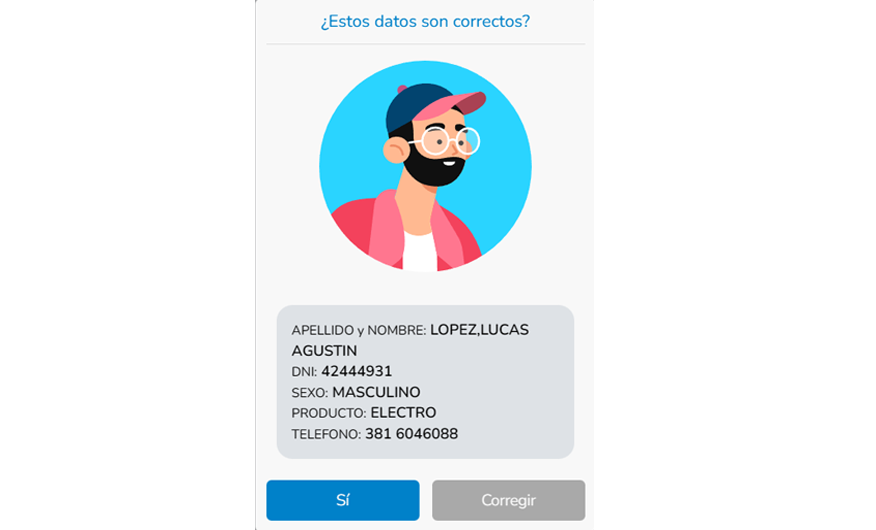 ¿Estos datos son correctos?
APELLIDO y NOMBRE: LOPEZ,LUCAS
AGUSTIN
DNI: 42444931
SEXO: MASCULINO
PRODUCTO: ELECTRO
TELEFONO: 381 6046088
Sí
Corregir